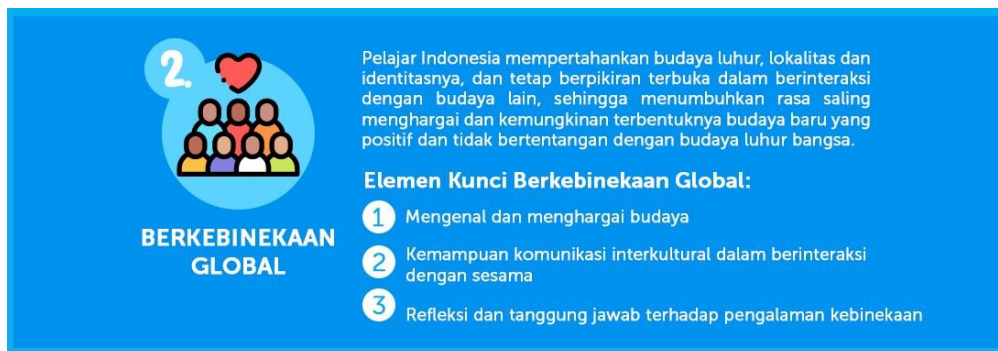 2.
BERKEBINEKAAN
GLOBAL
Pelajar Indonesia mempertahankan budaya luhur, lokalitas dan
identitasnya, dan tetap berpikiran terbuka dalam berinteraksi
dengan budaya lain, sehingga menumbuhkan rasa saling
menghargai dan kemungkinan terbentuknya budaya baru yang
positif dan tidak bertentangan dengan budaya luhur bangsa.
Elemen Kunci Berkebinekaan Global:
1 Mengenal dan menghargai budaya
2 Kemampuan komunikasi interkultural dalam berinteraksi
dengan sesama
3 Refleksi dan tanggung jawab terhadap pengalaman kebinekaan